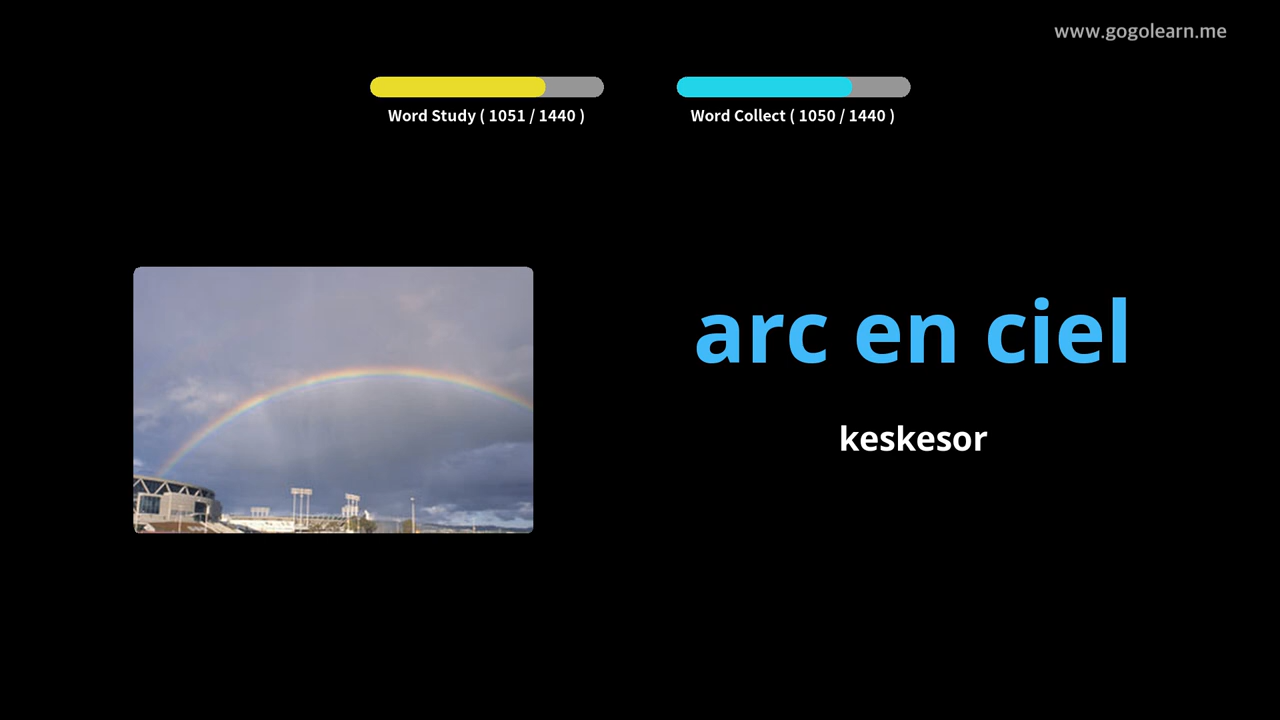 www.gogolearn.me
Word Study ( 1051 / 1440 )
Word Collect ( 1050 / 1440 )
arc en ciel
keskesor